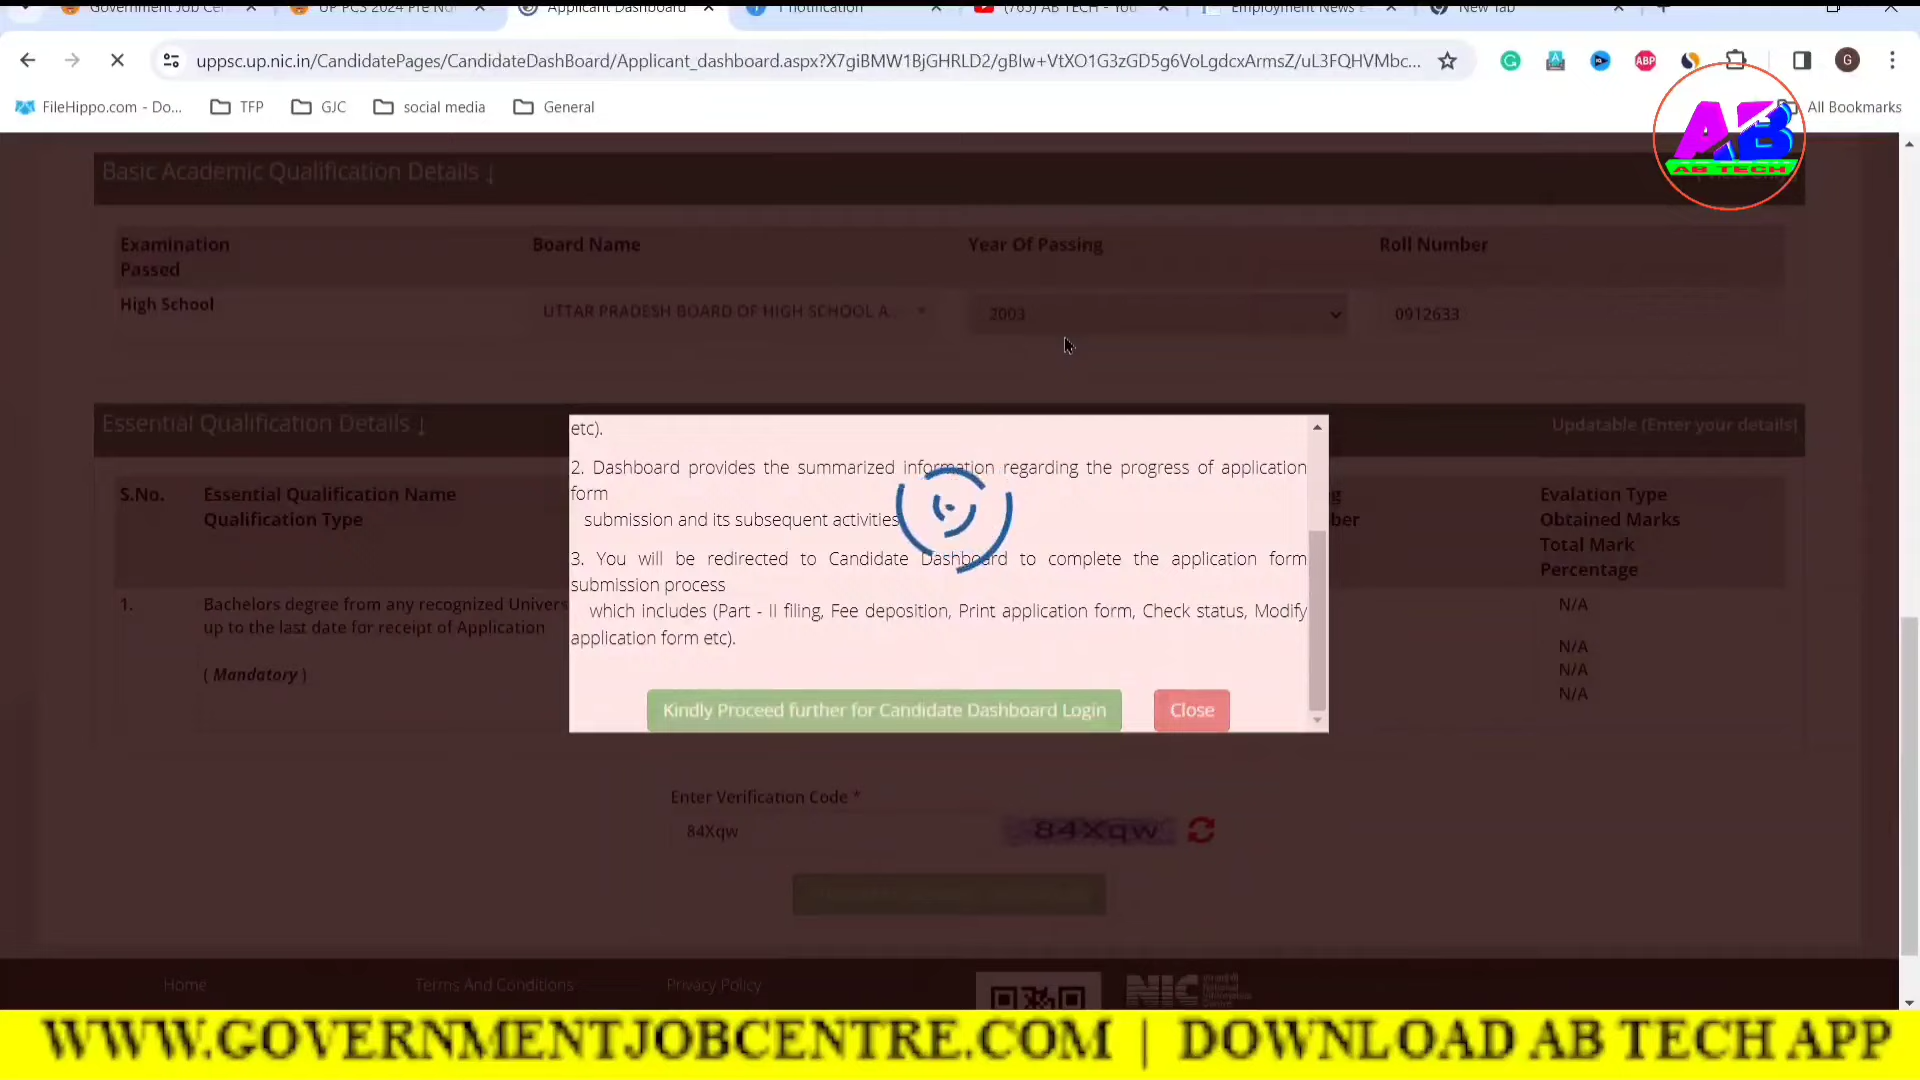 Government Job Cer
UP PCS 2024 Pre No
Applicant Dashboard
1 notification
(765) AB TECH - You
Employment News E
New Tab
uppsc.up.nic.in/CandidatePages/CandidateDashBoard/Applicant_dashboard.aspx?X7giBMW1BjGHRLD2/gBIw+VtXO1G3zGD5g6VoLgdcxArmsZ/uL3FQHVMbc...
ABP
G
FileHippo.com - Do...
TFP
GJC
social media
General
All Bookmarks
AB
AB TECH
Basic Academic Qualification Details ↓
Examination Board Name Year Of Passing Roll Number
Passed
High School UTTAR PRADESH BOARD OF HIGH SCHOOL A... 2003 0912633
Essential Qualification Details ↓ Updatable (Enter your details)
S.No. Essential Qualification Name
Qualification Type
Evalation Type
Obtained Marks
Total Mark
Percentage
1. Bachelors degree from any recognized Univers
up to the last date for receipt of Application
( Mandatory )
N/A
N/A
N/A
N/A
etc).
2. Dashboard provides the summarized information regarding the progress of application
form
submission and its subsequent activities
3. You will be redirected to Candidate Dashboard to complete the application form
submission process
which includes (Part - II filing, Fee deposition, Print application form, Check status, Modify
application form etc).
Kindly Proceed further for Candidate Dashboard Login
Close
Enter Verification Code *
84Xqw 84Xqw
Home Terms And Conditions Privacy Policy
NIC
WWW.GOVERNMENTJOBCENTRE.COM | DOWNLOAD AB TECH APP